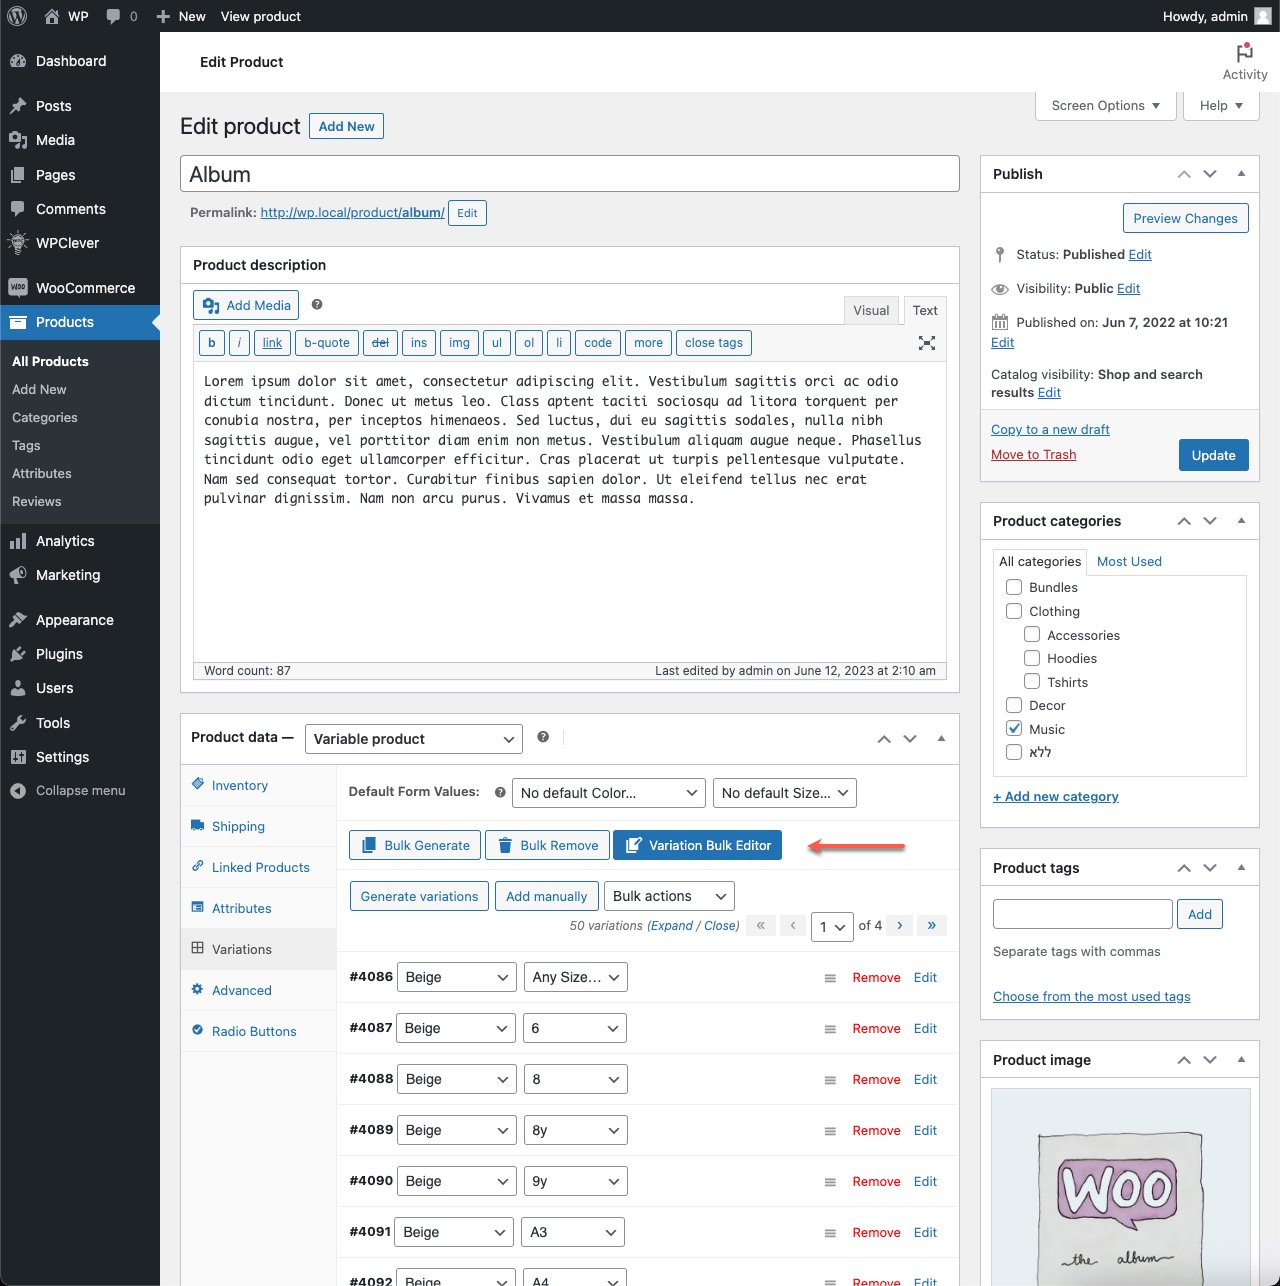 WP 0 New View product
Howdy, admin
Dashboard
Posts
Media
Pages
Comments
WPClever
WOO WooCommerce
Products
All Products
Add New
Categories
Tags
Attributes
Reviews
Analytics
Marketing
Appearance
Plugins
Users
Tools
Settings
Collapse menu
Edit Product
Activity
Screen Options
Help
Edit product Add New
Album
Permalink: http://wp.local/product/album/ Edit
Product description
Add Media
Visual Text
b i link b-quote del ins img ul ol li code more close tags
Lorem ipsum dolor sit amet, consectetur adipiscing elit. Vestibulum sagittis orci ac odio
dictum tincidunt. Donec ut metus leo. Class aptent taciti sociosqu ad litora torquent per
conubia nostra, per inceptos himenaeos. Sed luctus, dui eu sagittis sodales, nulla nibh
sagittis augue, vel porttitor diam enim non metus. Vestibulum aliquam augue neque. Phasellus
tincidunt odio eget ullamcorper efficitur. Cras placerat ut turpis pellentesque vulputate.
Nam sed consequat tortor. Curabitur finibus sapien dolor. Ut eleifend tellus nec erat
pulvinar dignissim. Nam non arcu purus. Vivamus et massa massa.
Word count: 87
Last edited by admin on June 12, 2023 at 2:10 am
Product data — Variable product
Inventory
Shipping
Linked Products
Attributes
Variations
Advanced
Radio Buttons
Default Form Values: No default Color... No default Size...
Bulk Generate Bulk Remove Variation Bulk Editor
Generate variations Add manually Bulk actions
50 variations (Expand / Close) « ‹ 1 of 4 › »
#4086 Beige Any Size... Remove Edit
#4087 Beige 6 Remove Edit
#4088 Beige 8 Remove Edit
#4089 Beige 8y Remove Edit
#4090 Beige 9y Remove Edit
#4091 Beige A3 Remove Edit
#4092 Beige A4 Remove Edit
Publish
Preview Changes
Status: Published Edit
Visibility: Public Edit
Published on: Jun 7, 2022 at 10:21
Edit
Catalog visibility: Shop and search
results Edit
Copy to a new draft
Move to Trash
Update
Product categories
All categories Most Used
Bundles
Clothing
Accessories
Hoodies
Tshirts
Decor
Music
ללא
+ Add new category
Product tags
Add
Separate tags with commas
Choose from the most used tags
Product image
WOO
the album